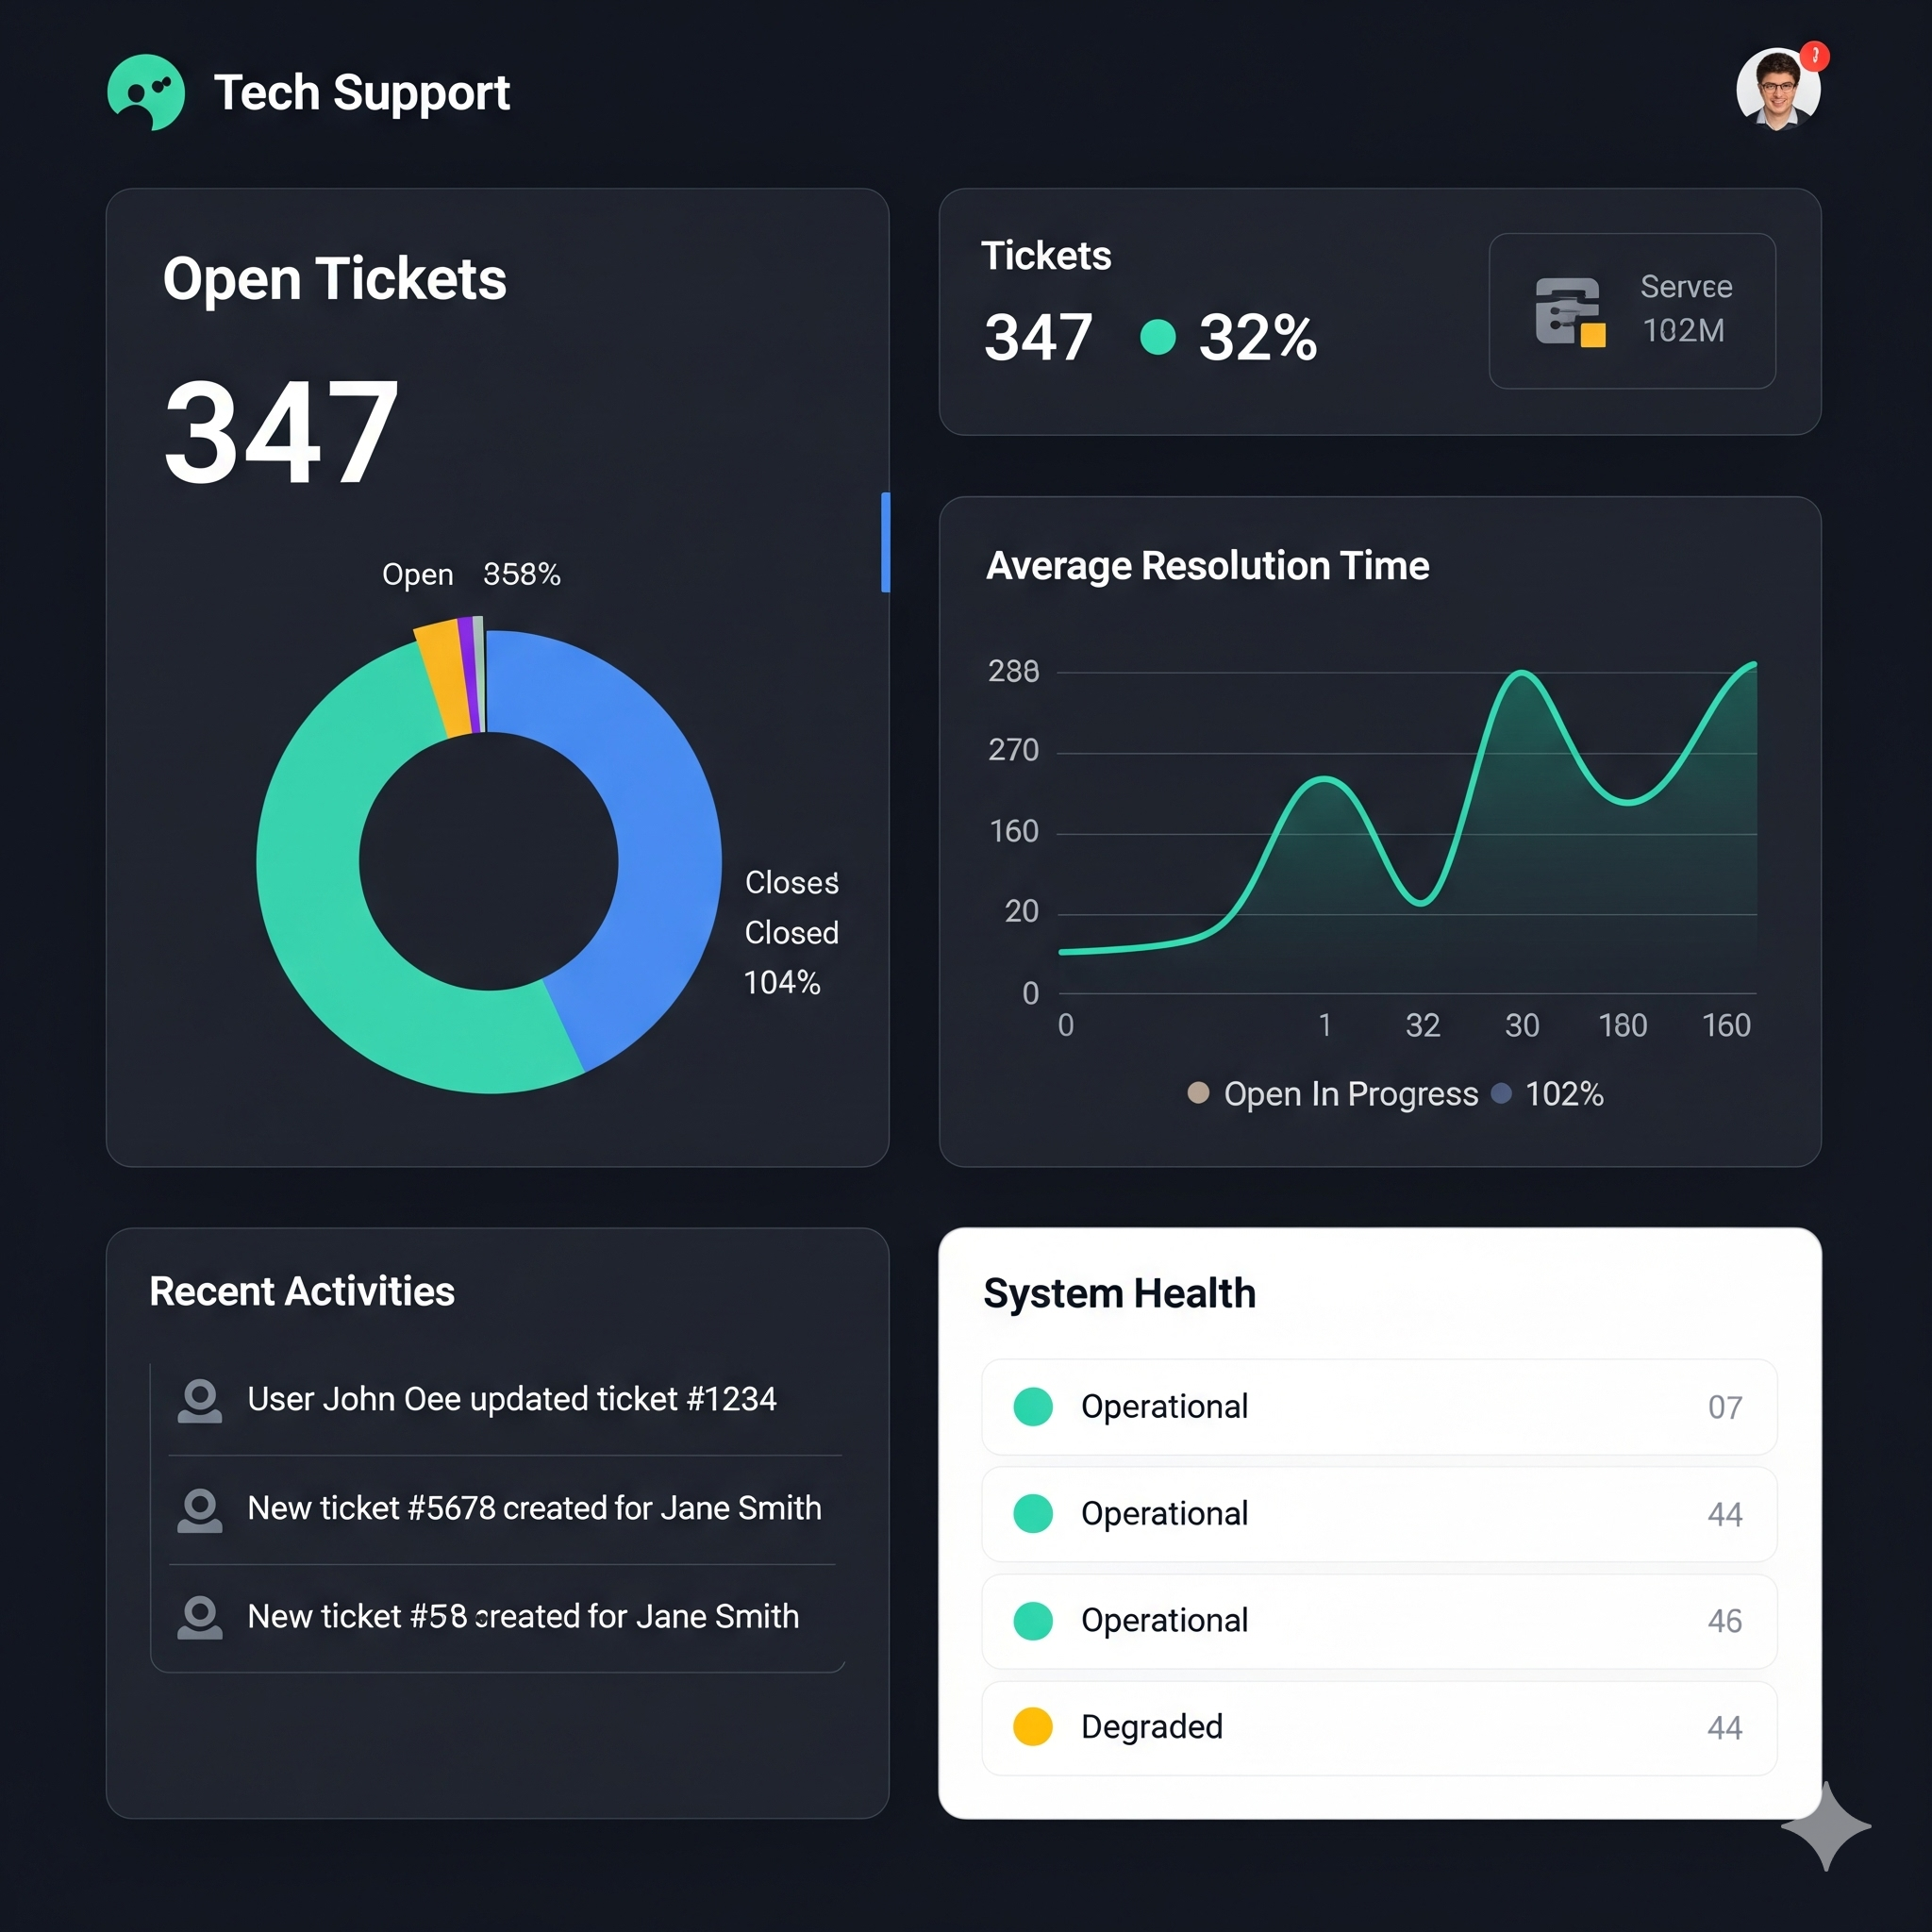 Tech Support
Open Tickets
347
Open 358%
Closes
Closed
104%
Tickets
347 32%
Servce
102M
Average Resolution Time
288
270
160
20
0
0 1 32 30 180 160
Open In Progress 102%
Recent Activities
User John Oee updated ticket #1234
New ticket #5678 created for Jane Smith
New ticket #58 created for Jane Smith
System Health
Operational 07
Operational 44
Operational 46
Degraded 44